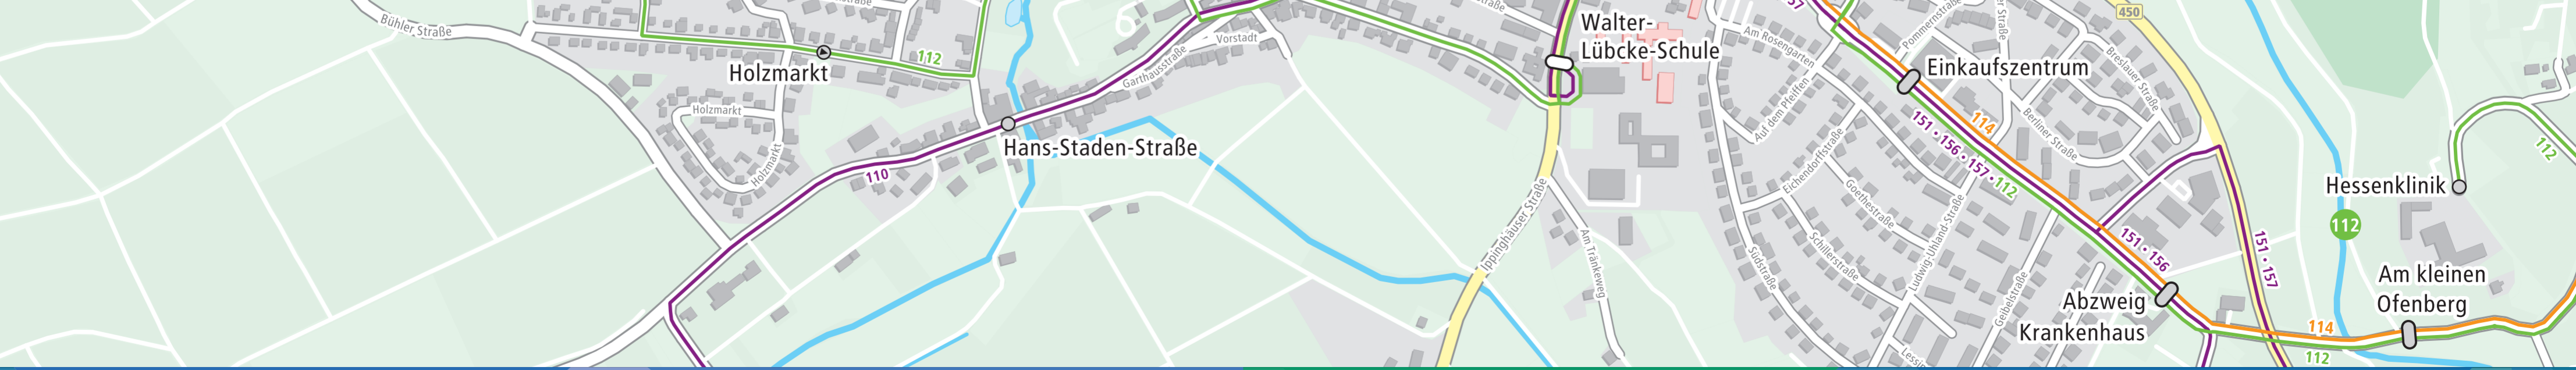 Bühler Straße
Holzmarkt
112
Holzmarkt
Holzmarkt
110
Garthausstraße
Vorstadt
Hans-Staden-Straße
Walter-
Lübcke-Schule
Ippinghäuser Straße
Am Tränkeweg
57
Am Rosengarten
Auf dem Pfeiffen
Pommernstraße
Einkaufszentrum
Breslauer Straße
Berliner Straße
450
114
151 • 156 • 157 • 112
Eichendorffstraße
Goethestraße
Schillerstraße
Südstraße
Ludwig-Uhland-Straße
Geibelstraße
151 • 156
151 • 157
Abzweig
Krankenhaus
Hessenklinik
112
112
Am kleinen
Ofenberg
114
112